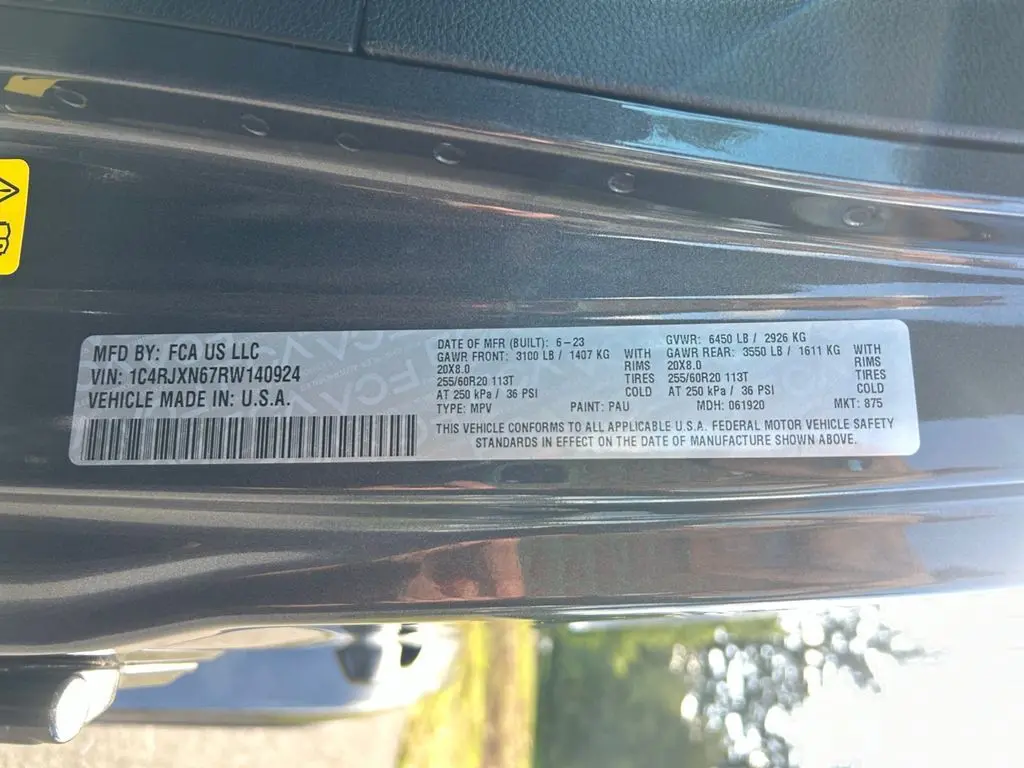 MFD BY: FCA US LLC
VIN: 1C4RJXN67RW140924
VEHICLE MADE IN: U.S.A.
DATE OF MFR (BUILT): 6-23 GVWR: 6450 LB / 2926 KG
GAWR FRONT: 3100 LB / 1407 KG WITH GAWR REAR: 3550 LB / 1611 KG WITH
20X8.0 RIMS 20X8.0 RIMS
255/60R20 113T TIRES 255/60R20 113T TIRES
AT 250 kPa / 36 PSI COLD AT 250 kPa / 36 PSI COLD
TYPE: MPV PAINT: PAU MDH: 061920 MKT: 875
THIS VEHICLE CONFORMS TO ALL APPLICABLE U.S.A. FEDERAL MOTOR VEHICLE SAFETY
STANDARDS IN EFFECT ON THE DATE OF MANUFACTURE SHOWN ABOVE.